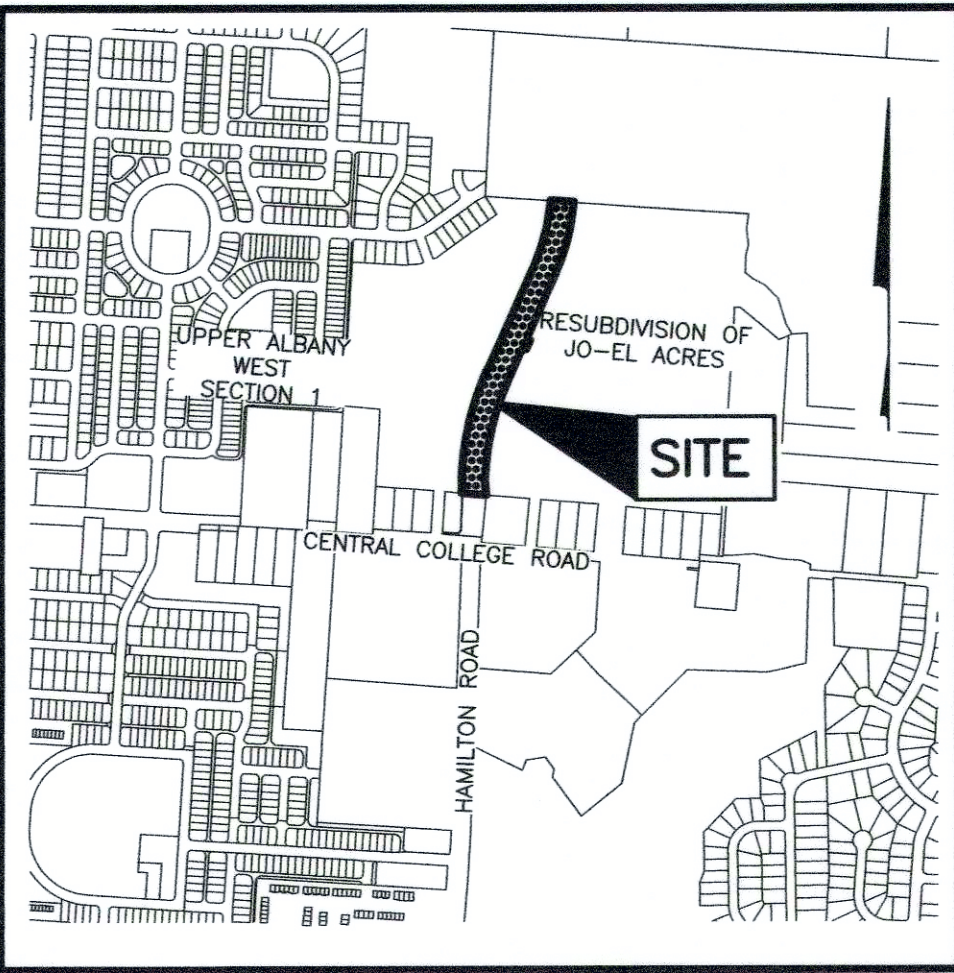 UPPER ALBANY
WEST
SECTION 1
RESUBDIVISION OF
JO-EL ACRES
SITE
CENTRAL COLLEGE ROAD
HAMILTON ROAD